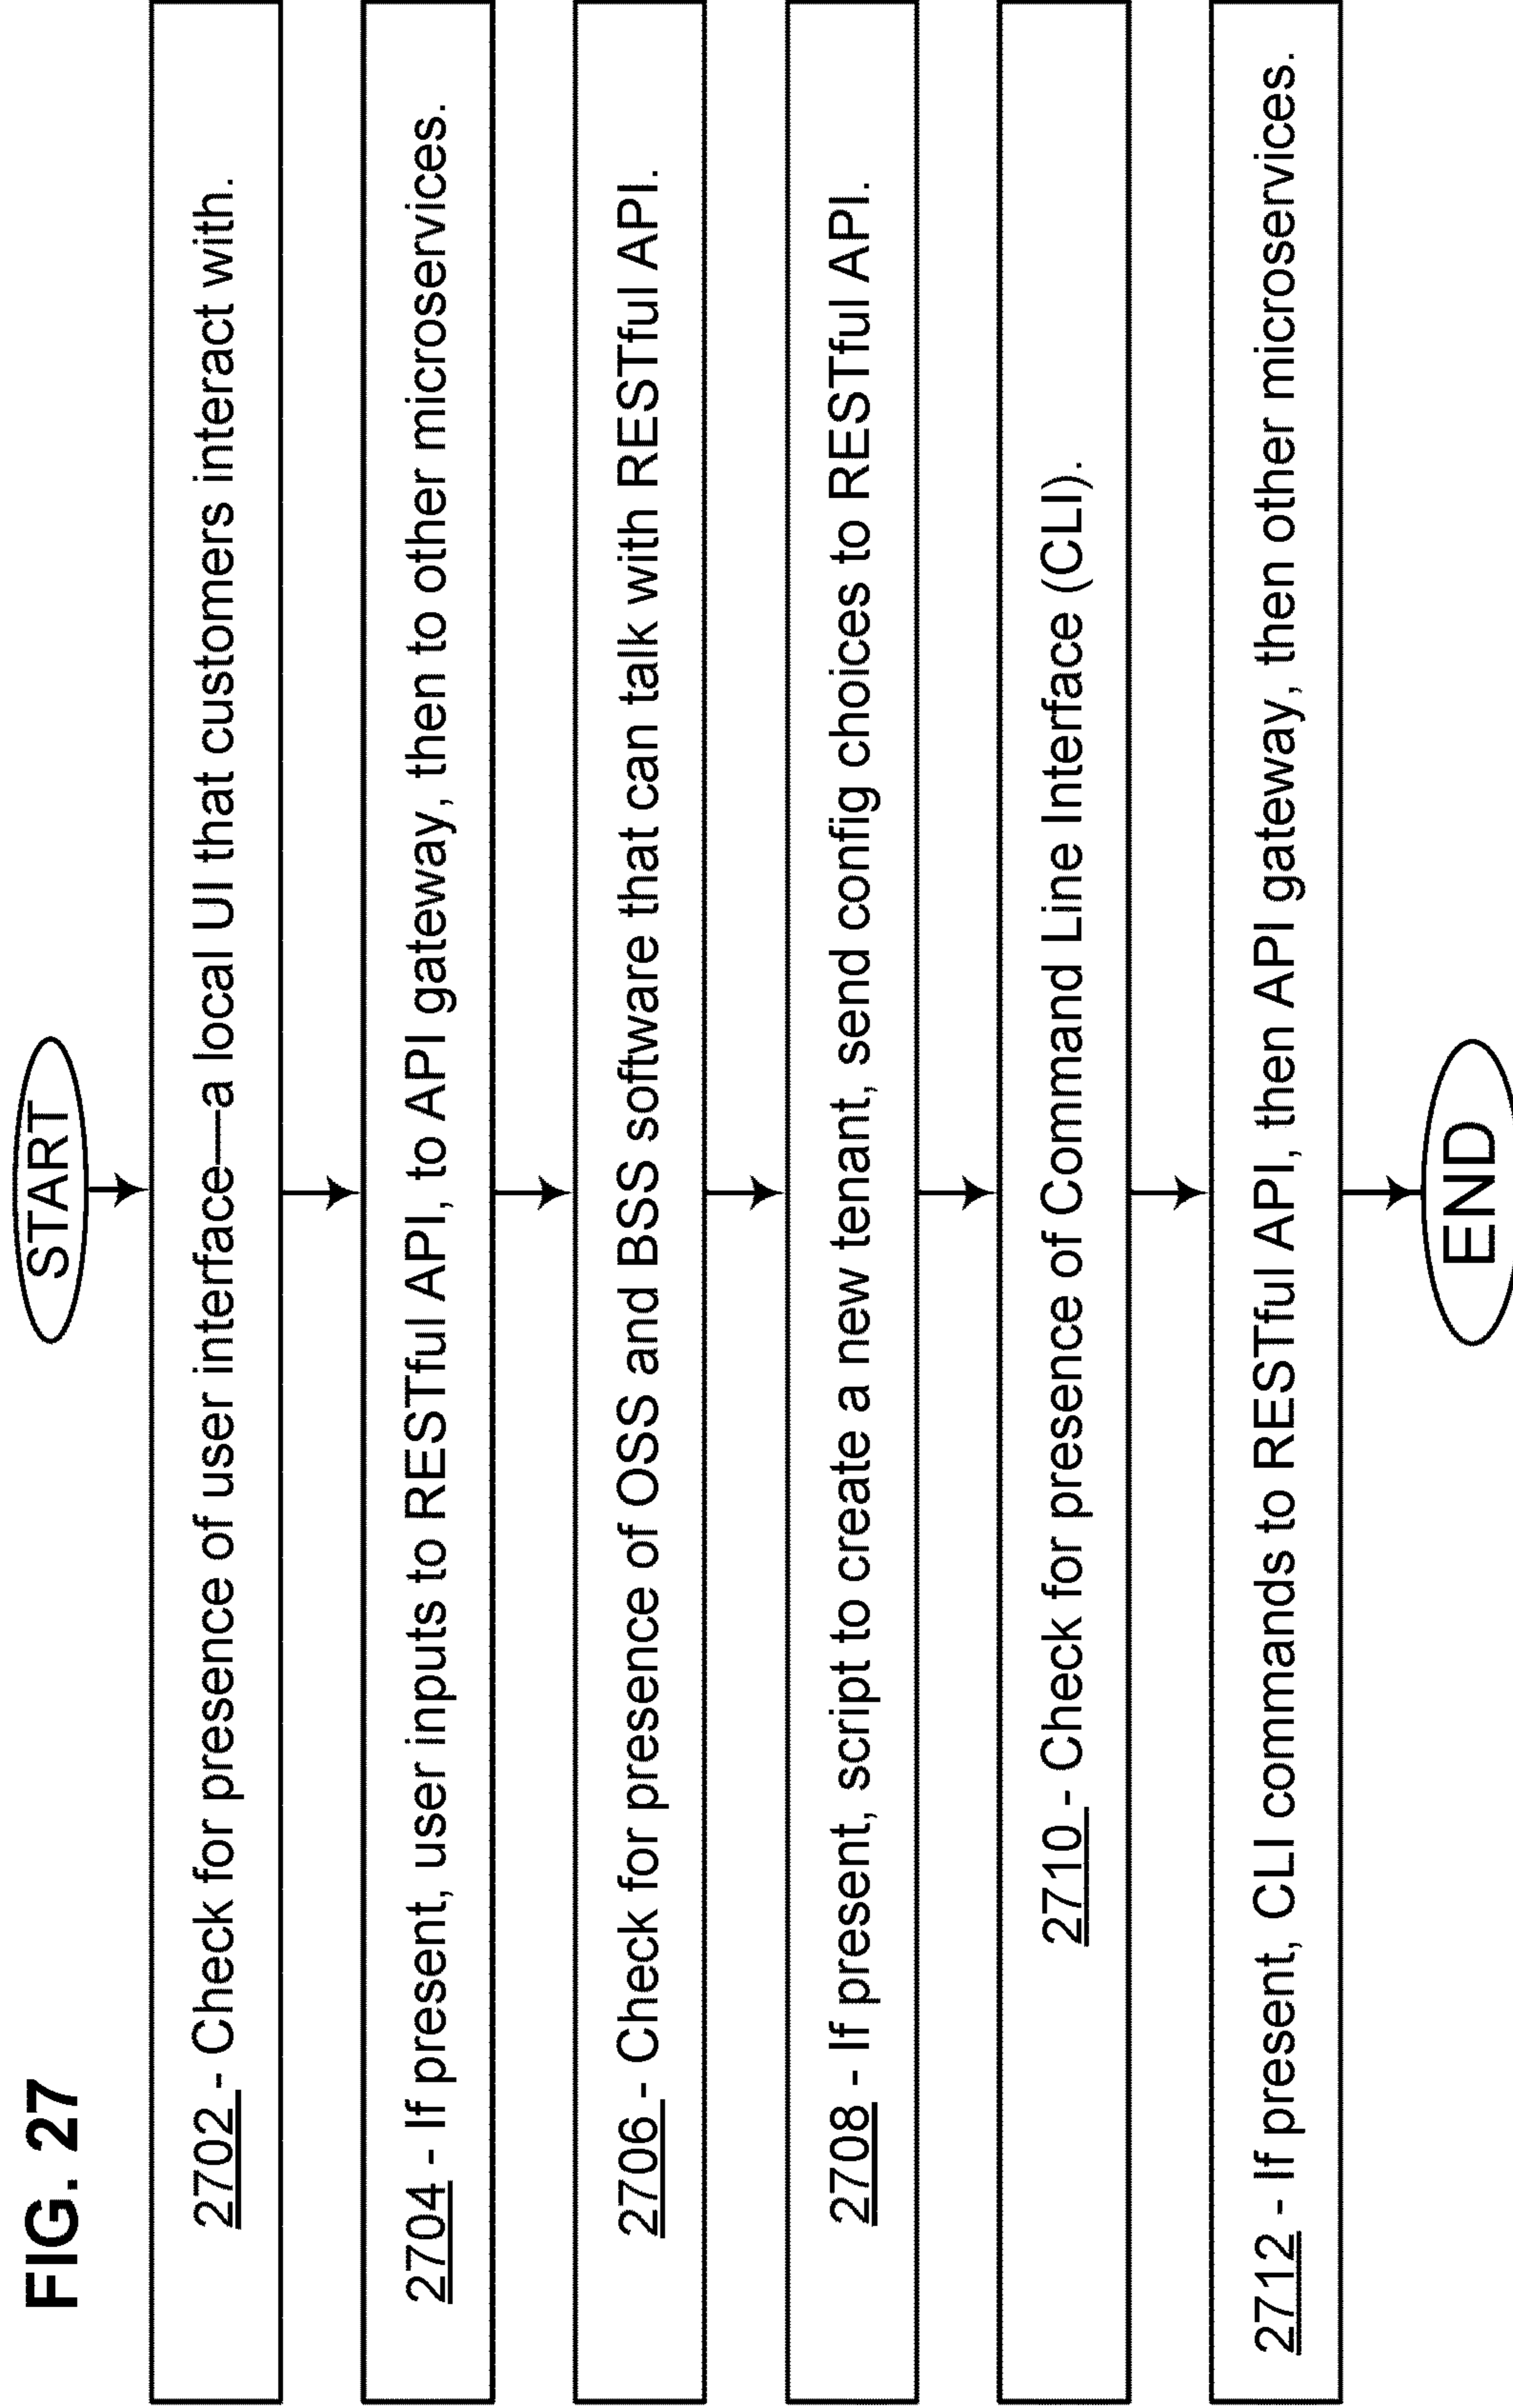 FIG. 27
START
2702 - Check for presence of user interface—a local UI that customers interact with.
2704 - If present, user inputs to RESTful API, to API gateway, then to other microservices.
2706 - Check for presence of OSS and BSS software that can talk with RESTful API.
2708 - If present, script to create a new tenant, send config choices to RESTful API.
2710 - Check for presence of Command Line Interface (CLI).
2712 - If present, CLI commands to RESTful API, then API gateway, then other microservices.
END